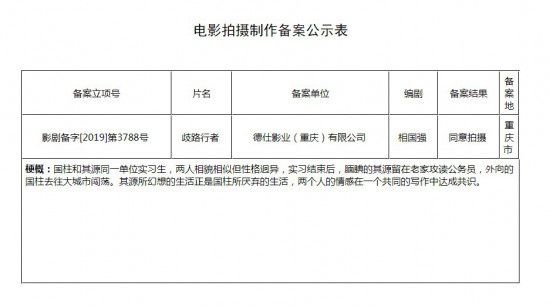 电影拍摄制作备案公示表
备案立项号 片名 备案单位 编剧 备案结果 备案地
影剧备字[2019]第3788号 歧路行者 德仕影业（重庆）有限公司 相国强 同意拍摄 重庆市
梗概：国柱和其源同一单位实习生，两人相貌相似但性格迥异，实习结束后，腼腆的其源留在老家攻读公务员，外向的
国柱去往大城市闯荡。其源所幻想的生活正是国柱所厌弃的生活，两个人的情感在一个共同的写作中达成共识。